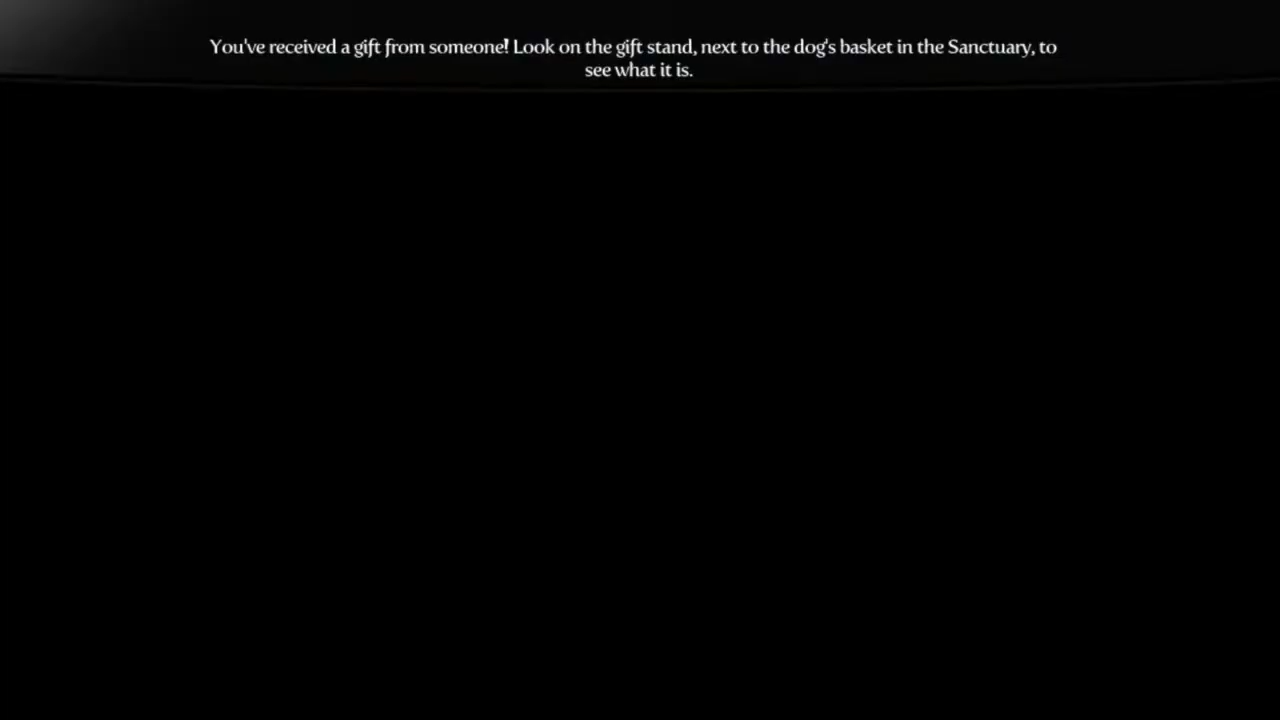 You've received a gift from someone! Look on the gift stand, next to the dog's basket in the Sanctuary, to
see what it is.